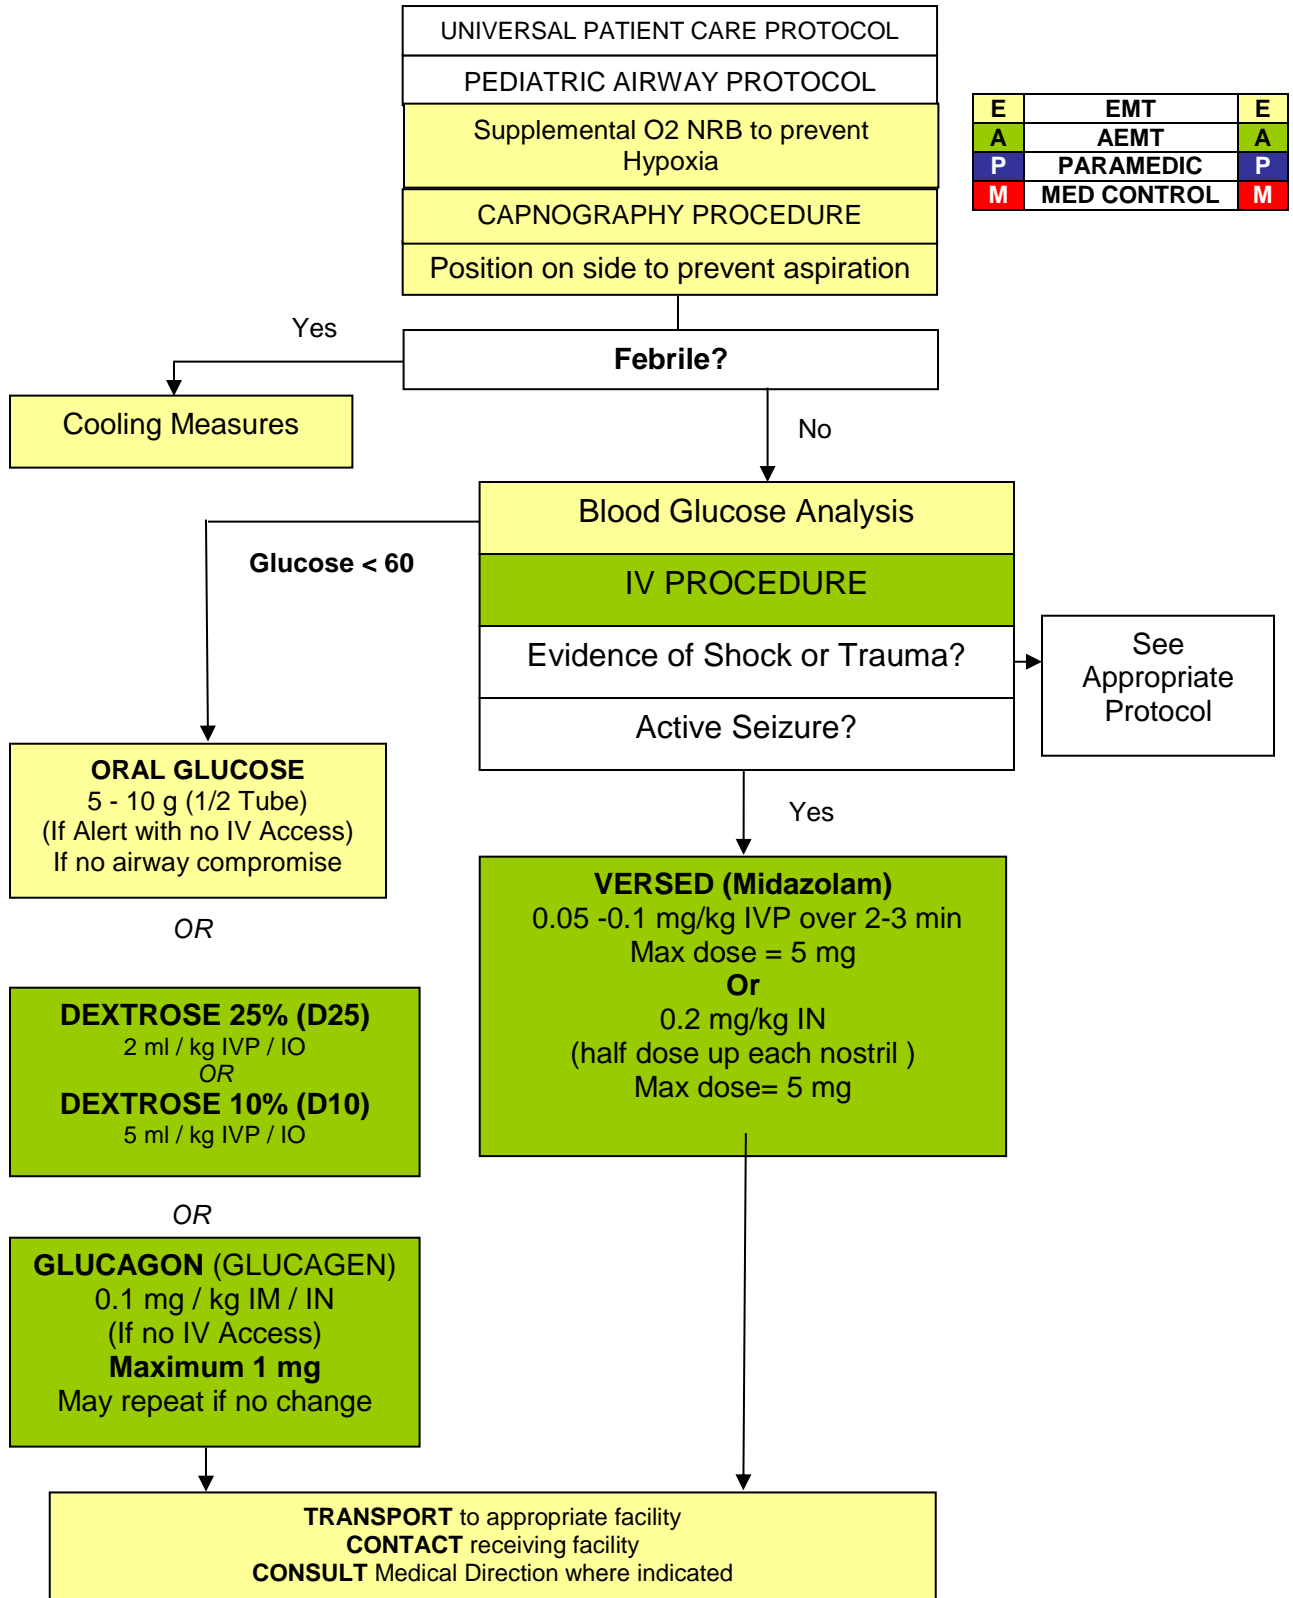 UNIVERSAL PATIENT CARE PROTOCOL
PEDIATRIC AIRWAY PROTOCOL
Supplemental O2 NRB to prevent
Hypoxia
CAPNOGRAPHY PROCEDURE
Position on side to prevent aspiration
E EMT E
A AEMT A
P PARAMEDIC P
M MED CONTROL M
Yes
Febrile?
Cooling Measures
No
Blood Glucose Analysis
Glucose < 60
IV PROCEDURE
Evidence of Shock or Trauma?
See
Appropriate
Protocol
Active Seizure?
Yes
ORAL GLUCOSE
5 - 10 g (1/2 Tube)
(If Alert with no IV Access)
If no airway compromise
OR
DEXTROSE 25% (D25)
2 ml / kg IVP / IO
OR
DEXTROSE 10% (D10)
5 ml / kg IVP / IO
OR
GLUCAGON (GLUCAGEN)
0.1 mg / kg IM / IN
(If no IV Access)
Maximum 1 mg
May repeat if no change
VERSED (Midazolam)
0.05 -0.1 mg/kg IVP over 2-3 min
Max dose = 5 mg
Or
0.2 mg/kg IN
(half dose up each nostril )
Max dose= 5 mg
TRANSPORT to appropriate facility
CONTACT receiving facility
CONSULT Medical Direction where indicated